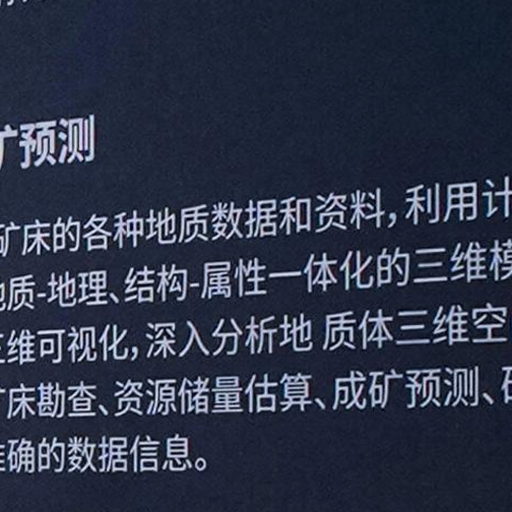 矿预测
矿床的各种地质数据和资料，利用计
地质-地理、结构-属性一体化的三维模
三维可视化，深入分析地 质体三维空
矿床勘查、资源储量估算、成矿预测、
准确的数据信息。